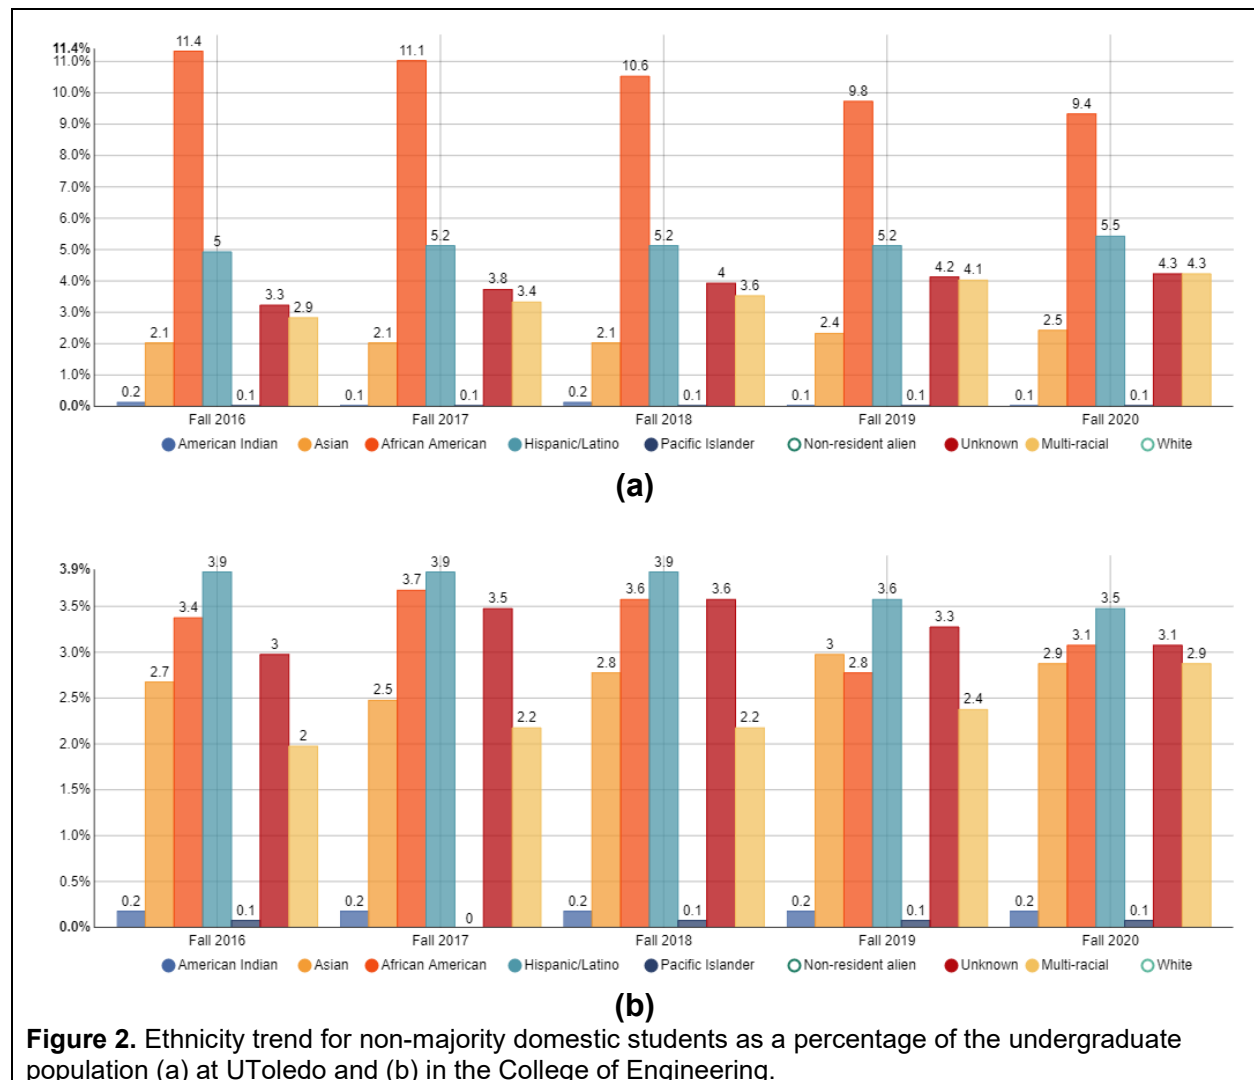 11.4%
11.0%
10.0%
9.0%
8.0%
7.0%
6.0%
5.0%
4.0%
3.0%
2.0%
1.0%
0.0%
0.2 2.1 11.4 5 0.1 3.3 2.9
0.1 2.1 11.1 5.2 0.1 3.8 3.4
0.2 2.1 10.6 5.2 0.1 4 3.6
0.1 2.4 9.8 5.2 0.1 4.2 4.1
0.1 2.5 9.4 5.5 0.1 4.3 4.3
Fall 2016 Fall 2017 Fall 2018 Fall 2019 Fall 2020
American Indian Asian African American Hispanic/Latino Pacific Islander Non-resident alien Unknown Multi-racial White
(a)
3.9%
3.5%
3.0%
2.5%
2.0%
1.5%
1.0%
0.5%
0.0%
0.2 2.7 3.4 3.9 0.1 3 2
0.2 2.5 3.7 3.9 0 3.5 2.2
0.2 2.8 3.6 3.9 0.1 3.6 2.2
0.2 3 2.8 3.6 0.1 3.3 2.4
0.2 2.9 3.1 3.5 0.1 3.1 2.9
Fall 2016 Fall 2017 Fall 2018 Fall 2019 Fall 2020
American Indian Asian African American Hispanic/Latino Pacific Islander Non-resident alien Unknown Multi-racial White
(b)
Figure 2. Ethnicity trend for non-majority domestic students as a percentage of the undergraduate
population (a) at UToledo and (b) in the College of Engineering.